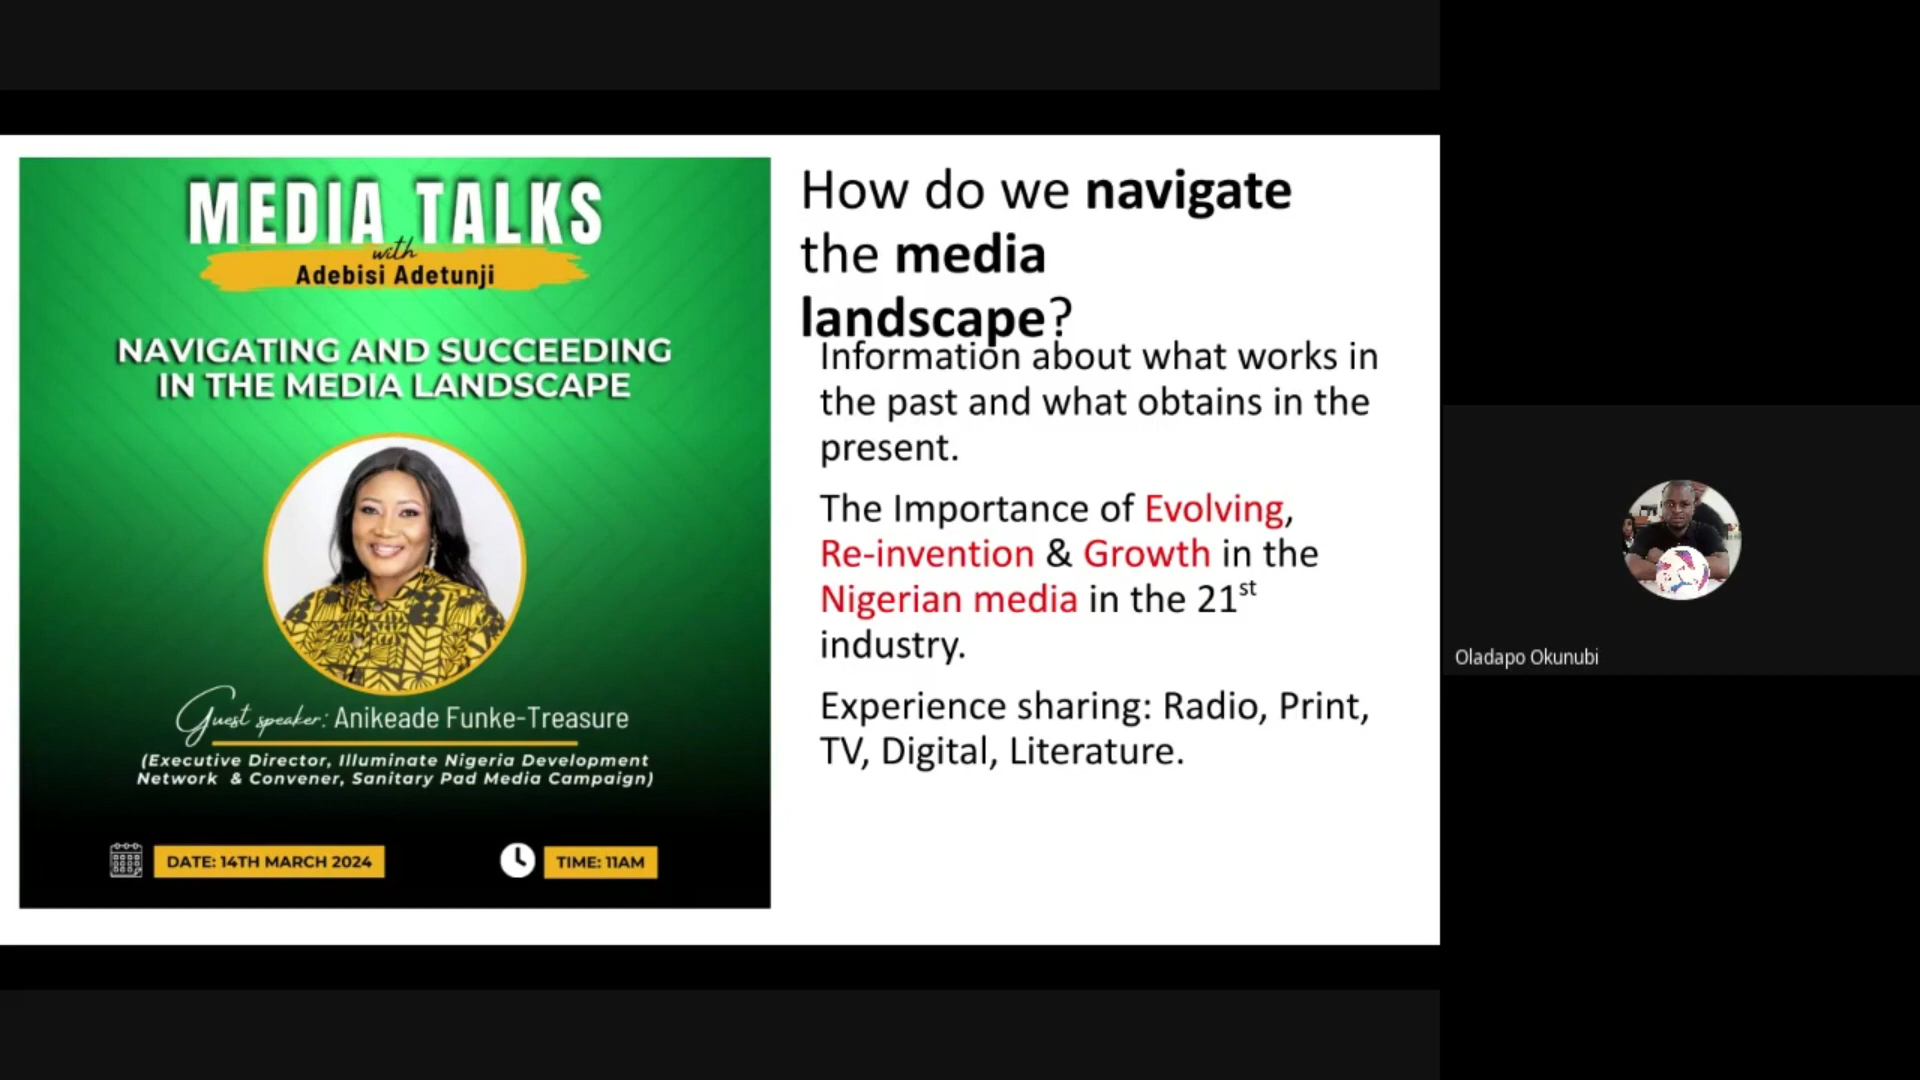 MEDIA TALKS
with
Adebisi Adetunji
NAVIGATING AND SUCCEEDING
IN THE MEDIA LANDSCAPE
Guest speaker: Anikeade Funke-Treasure
(Executive Director, Illuminate Nigeria Development
Network & Convener, Sanitary Pad Media Campaign)
DATE: 14TH MARCH 2024
TIME: 11AM
How do we navigate
the media
landscape?
Information about what works in
the past and what obtains in the
present.
The Importance of Evolving,
Re-invention & Growth in the
Nigerian media in the 21st
industry.
Experience sharing: Radio, Print,
TV, Digital, Literature.
Oladapo Okunubi